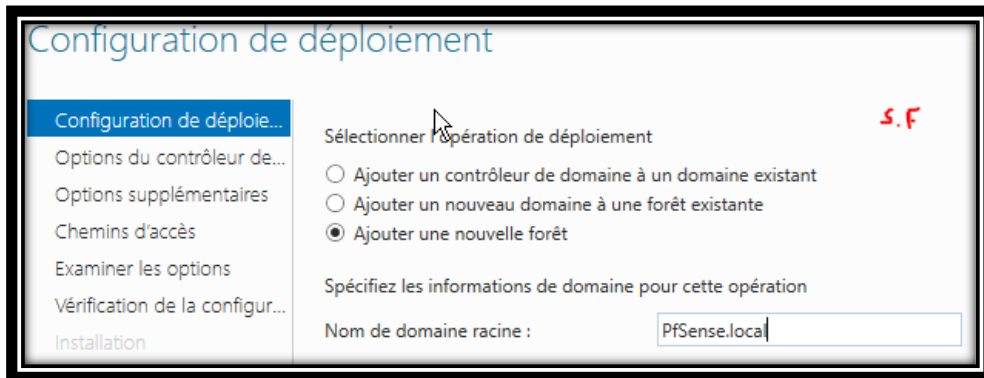 Configuration de déploiement
Configuration de déploie...
Options du contrôleur de...
Options supplémentaires
Chemins d'accès
Examiner les options
Vérification de la configur...
Installation
S.F
Sélectionner l'opération de déploiement
Ajouter un contrôleur de domaine à un domaine existant
Ajouter un nouveau domaine à une forêt existante
Ajouter une nouvelle forêt
Spécifiez les informations de domaine pour cette opération
Nom de domaine racine : PfSense.local